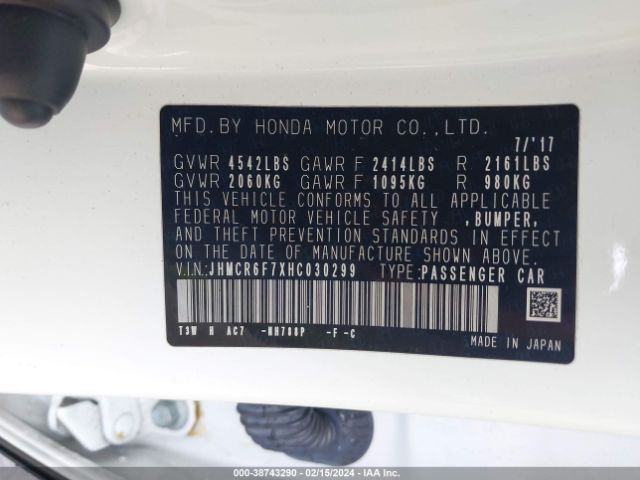 MFD. BY HONDA MOTOR CO., LTD.
7/'17
GVWR 4542LBS GAWR F 2414LBS R 2161LBS
GVWR 2060KG GAWR F 1095KG R 980KG
THIS VEHICLE CONFORMS TO ALL APPLICABLE
FEDERAL MOTOR VEHICLE SAFETY , BUMPER,
AND THEFT PREVENTION STANDARDS IN EFFECT
ON THE DATE OF MANUFACTURE SHOWN ABOVE.
V.I.N: JHMCR6F7XHC030299 TYPE: PASSENGER CAR
T3W H AC7 -NH788P -F -C
MADE IN JAPAN
000-38743290 - 02/15/2024 - IAA Inc.